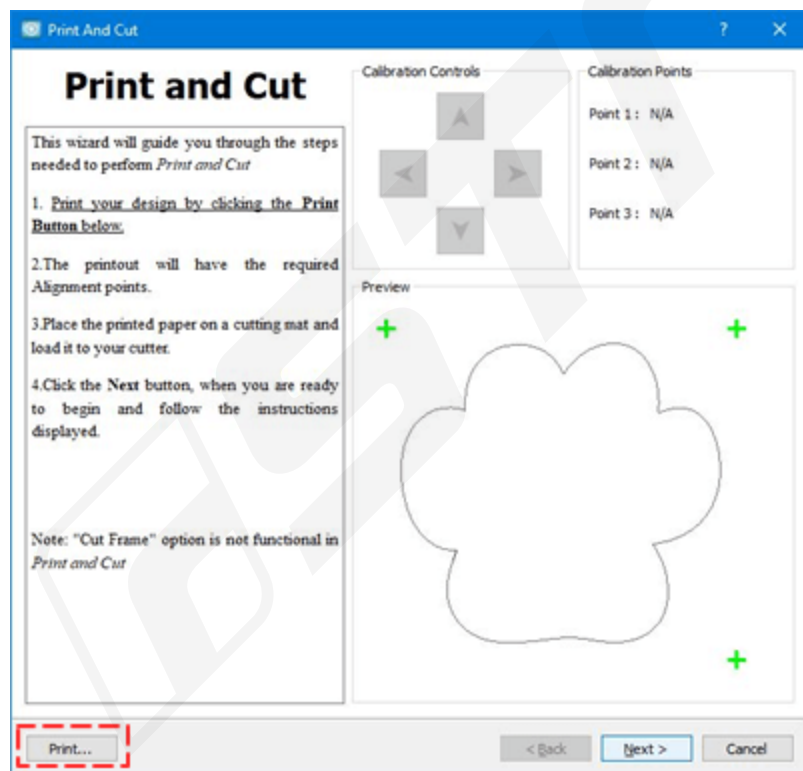 Print And Cut
?
Print and Cut
This wizard will guide you through the steps
needed to perform Print and Cut
1. Print your design by clicking the Print
Button below.
2.The printout will have the required
Alignment points.
3.Place the printed paper on a cutting mat and
load it to your cutter.
4.Click the Next button, when you are ready
to begin and follow the instructions
displayed.
Note: "Cut Frame" option is not functional in
Print and Cut
Calibration Controls
Calibration Points
Point 1 : N/A
Point 2 : N/A
Point 3 : N/A
Preview
Print...
< Back
Next >
Cancel